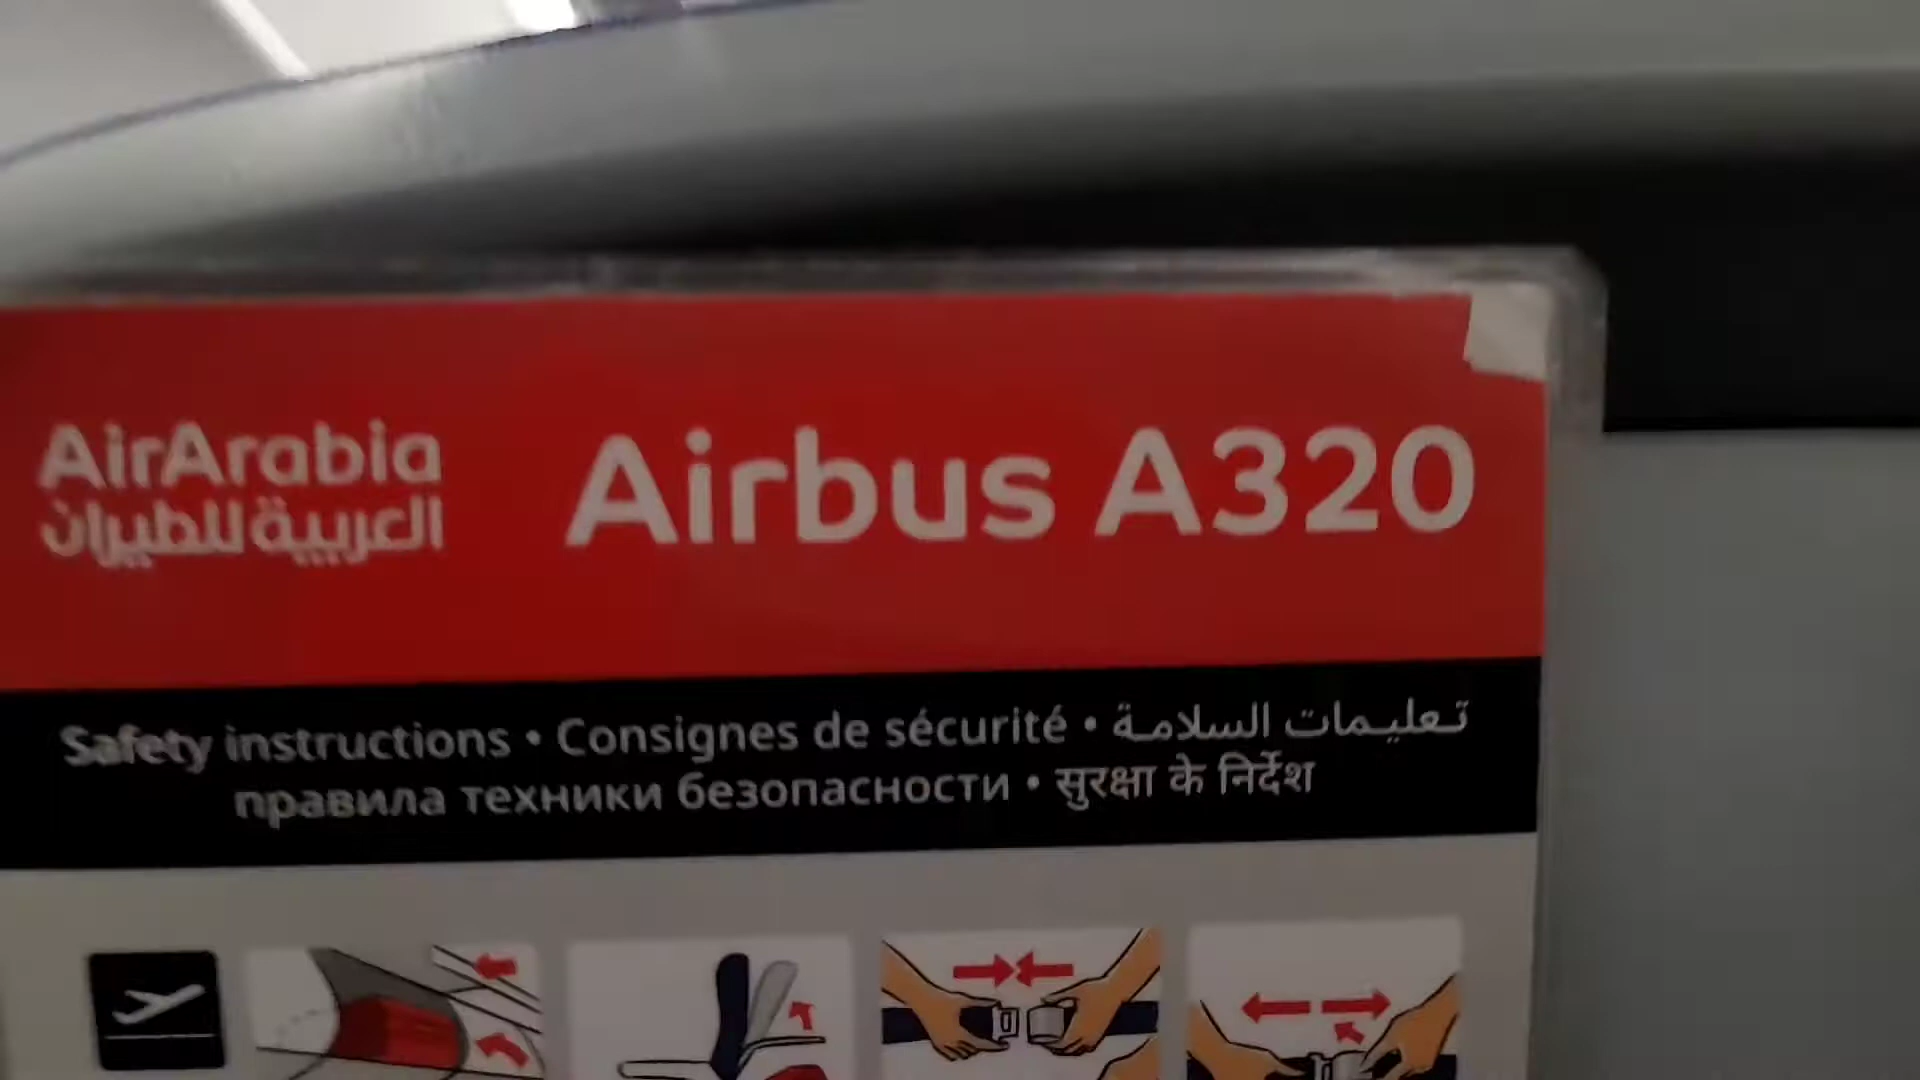 AirArabia
العربية للطيران
Airbus A320
Safety instructions • Consignes de sécurité • تعليمات السلامة
правила техники безопасности • सुरक्षा के निर्देश